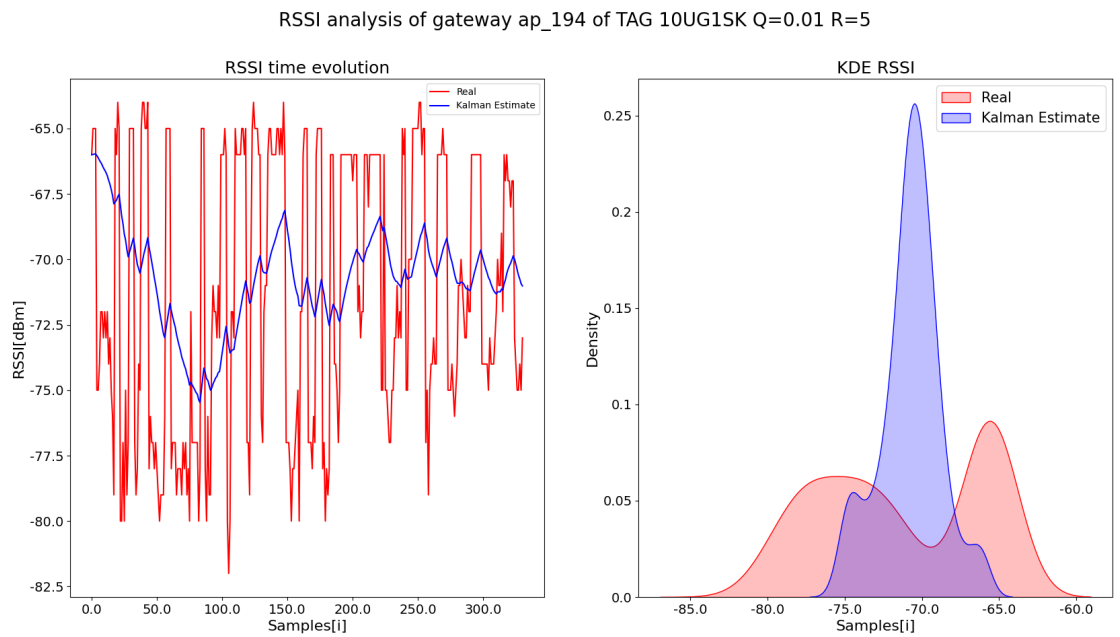 RSSI analysis of gateway ap_194 of TAG 10UG1SK Q=0.01 R=5
RSSI time evolution
Real
Kalman Estimate
RSSI[dBm]
-65.0
-67.5
-70.0
-72.5
-75.0
-77.5
-80.0
-82.5
0.0 50.0 100.0 150.0 200.0 250.0 300.0
Samples[i]
KDE RSSI
Real
Kalman Estimate
Density
0.25
0.2
0.15
0.1
0.05
0.0
-85.0 -80.0 -75.0 -70.0 -65.0 -60.0
Samples[i]